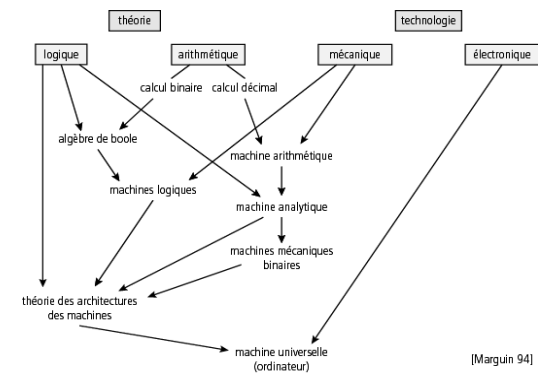 théorie
technologie
logique
arithmétique
mécanique
électronique
calcul binaire
calcul décimal
algèbre de boole
machine arithmétique
machines logiques
machine analytique
machines mécaniques
binaires
théorie des architectures
des machines
machine universelle
(ordinateur)
[Marguin 94]